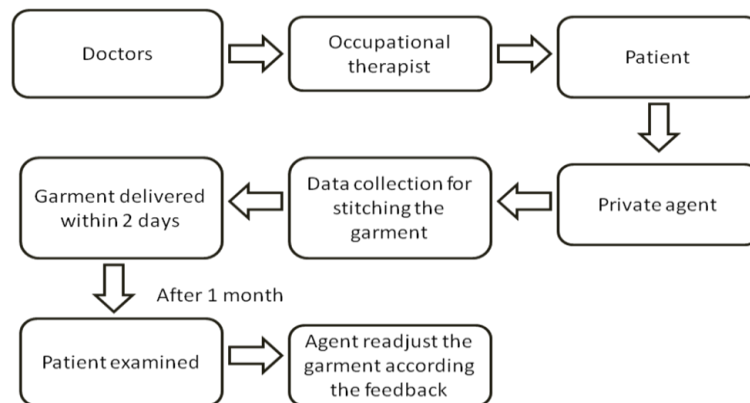 Doctors
Occupational
therapist
Patient
Private agent
Data collection for
stitching the
garment
Garment delivered
within 2 days
After 1 month
Patient examined
Agent readjust the
garment according
the feedback